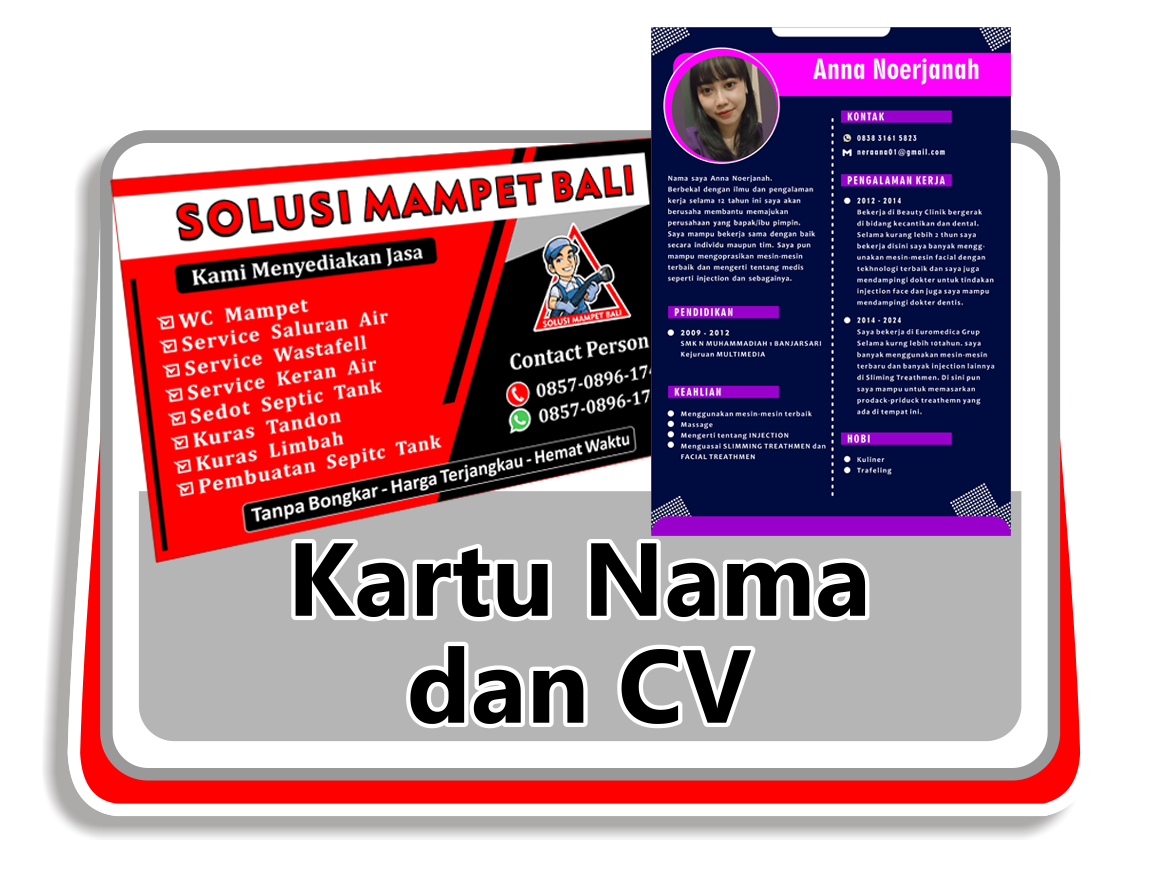 SOLUSI MAMPET BALI
Kami Menyediakan Jasa
WC Mampet
Service Saluran Air
Service Wastafell
Service Keran Air
Sedot Septic Tank
Kuras Tandon
Kuras Limbah
Pembuatan Sepitc Tank
SOLUSI MAMPET BALI
Contact Person
0857-0896-17
0857-0896-17
Tanpa Bongkar - Harga Terjangkau - Hemat Waktu
Anna Noerjanah
Nama saya Anna Noerjanah.
Berbekal dengan ilmu dan pengalaman
kerja selama 12 tahun ini saya akan
berusaha membantu memajukan
perusahaan yang bapak/ibu pimpin.
Saya mampu bekerja sama dengan baik
secara individu maupun tim. Saya pun
mampu mengoprasikan mesin-mesin
terbaik dan mengerti tentang medis
seperti injection dan sebagainya.
PENDIDIKAN
2009 - 2012
SMK N MUHAMMADIAH 1 BANJARSARI
Kejuruan MULTIMEDIA
KEAHLIAN
Menggunakan mesin-mesin terbaik
Massage
Mengerti tentang INJECTION
Menguasai SLIMMING TREATHMEN dan
FACIAL TREATHMEN
KONTAK
0838 3161 5823
neraana01@gmail.com
PENGALAMAN KERJA
2012 - 2014
Bekerja di Beauty Clinik bergerak
di bidang kecantikan dan dental.
Selama kurang lebih 2 thun saya
bekerja disini saya banyak mengg-
unakan mesin-mesin facial dengan
tekhnologi terbaik dan saya juga
mendampingi dokter untuk tindakan
injection face dan juga saya mampu
mendampingi dokter dentis.
2014 - 2024
Saya bekerja di Euromedica Grup
Selama kurng lebih 10tahun. saya
banyak menggunakan mesin-mesin
terbaru dan banyak injection lainnya
di Sliming Treathmen. Di sini pun
saya mampu untuk memasarkan
prodack-priduck treathemn yang
ada di tempat ini.
HOBI
Kuliner
Trafeling
Kartu Nama
dan CV